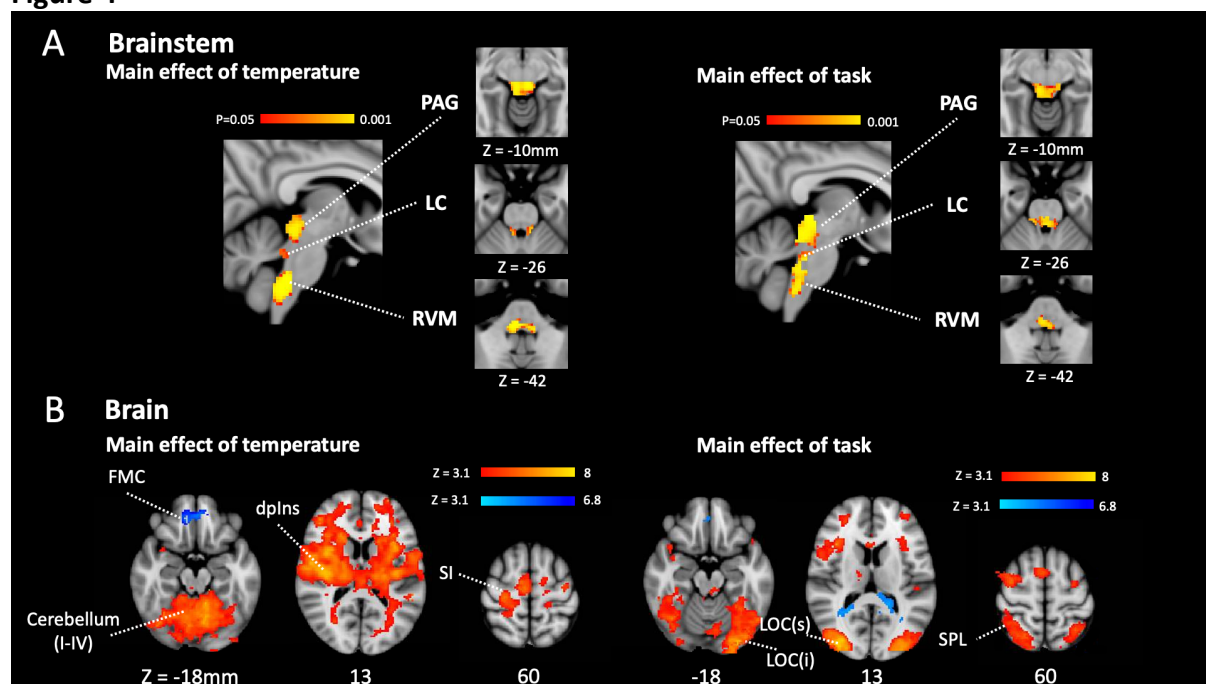 A
Brainstem
Main effect of temperature
P=0.05
0.001
PAG
LC
RVM
Z = -10mm
Z = -26
Z = -42
Main effect of task
P=0.05
0.001
PAG
LC
RVM
Z = -10mm
Z = -26
Z = -42
B
Brain
Main effect of temperature
FMC
dpIns
Z = 3.1
8
Z = 3.1
6.8
SI
Cerebellum
(I-IV)
Z = -18mm
13
60
Main effect of task
Z = 3.1
8
Z = 3.1
6.8
LOC(s)
LOC(i)
SPL
-18
13
60